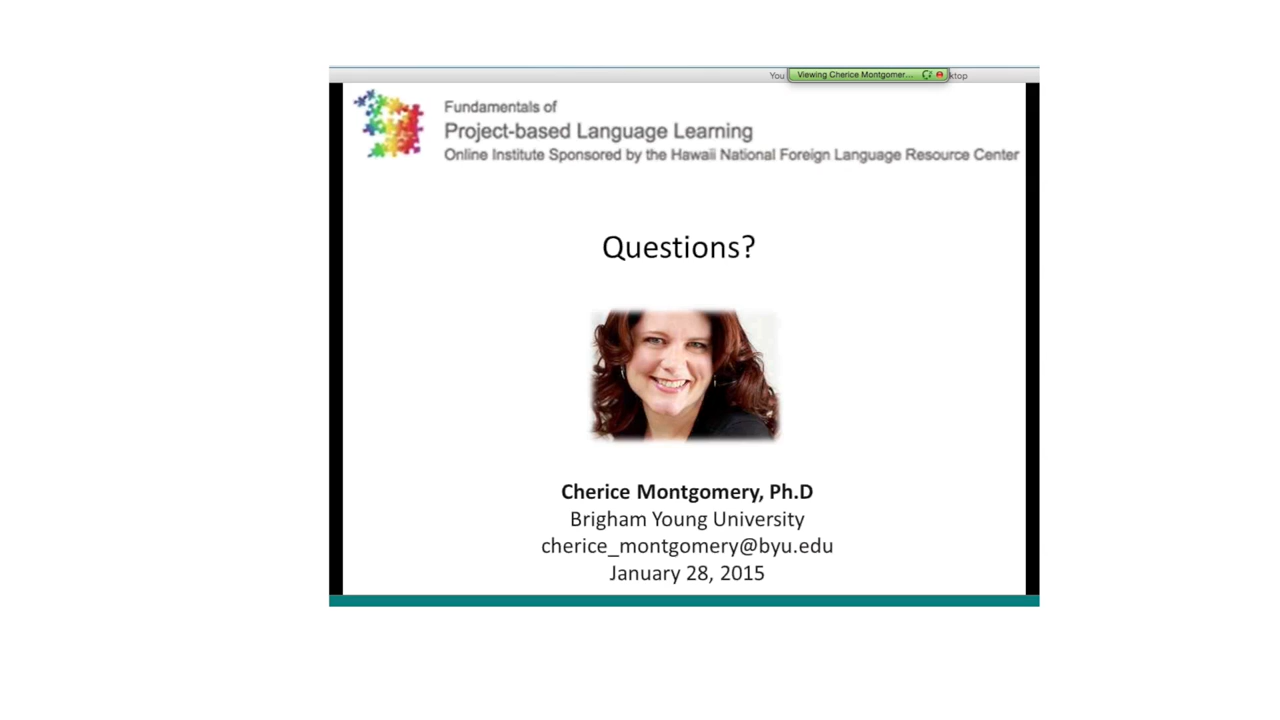 You Viewing Cherice Montgomer... ktop
Fundamentals of
Project-based Language Learning
Online Institute Sponsored by the Hawaii National Foreign Language Resource Center
Questions?
Cherice Montgomery, Ph.D
Brigham Young University
cherice_montgomery@byu.edu
January 28, 2015